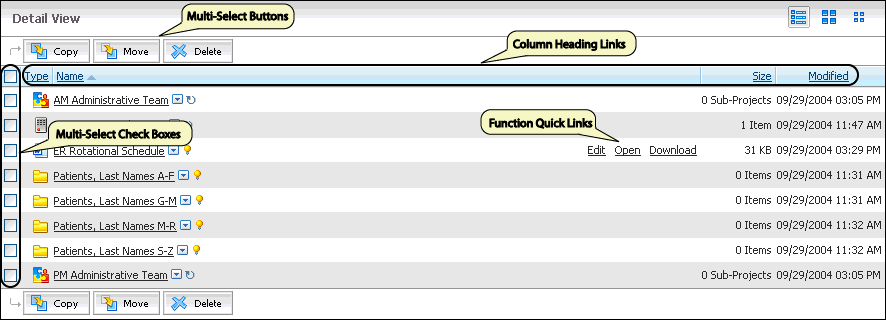 Detail View
Multi-Select Buttons
Copy Move Delete
Column Heading Links
Type Name Size Modified
AM Administrative Team 0 Sub-Projects 09/29/2004 03:05 PM
1 Item 09/29/2004 11:47 AM
Multi-Select Check Boxes
Function Quick Links
ER Rotational Schedule Edit Open Download 31 KB 09/29/2004 03:29 PM
Patients, Last Names A-F 0 Items 09/29/2004 11:31 AM
Patients, Last Names G-M 0 Items 09/29/2004 11:31 AM
Patients, Last Names M-R 0 Items 09/29/2004 11:32 AM
Patients, Last Names S-Z 0 Items 09/29/2004 11:32 AM
PM Administrative Team 0 Sub-Projects 09/29/2004 03:05 PM
Copy Move Delete